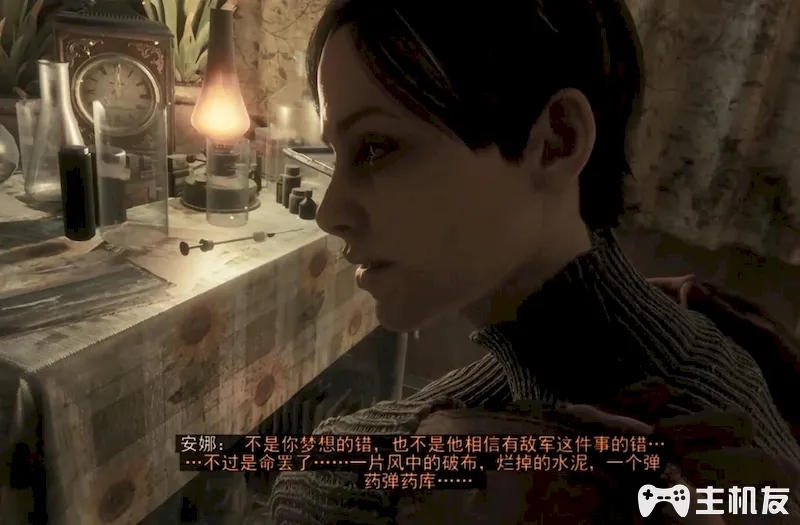 安娜： 不是你梦想的错，也不是他相信有敌军这件事的错…
…不过是命罢了……一片风中的破布，烂掉的水泥，一个弹
药弹药库……
主机友